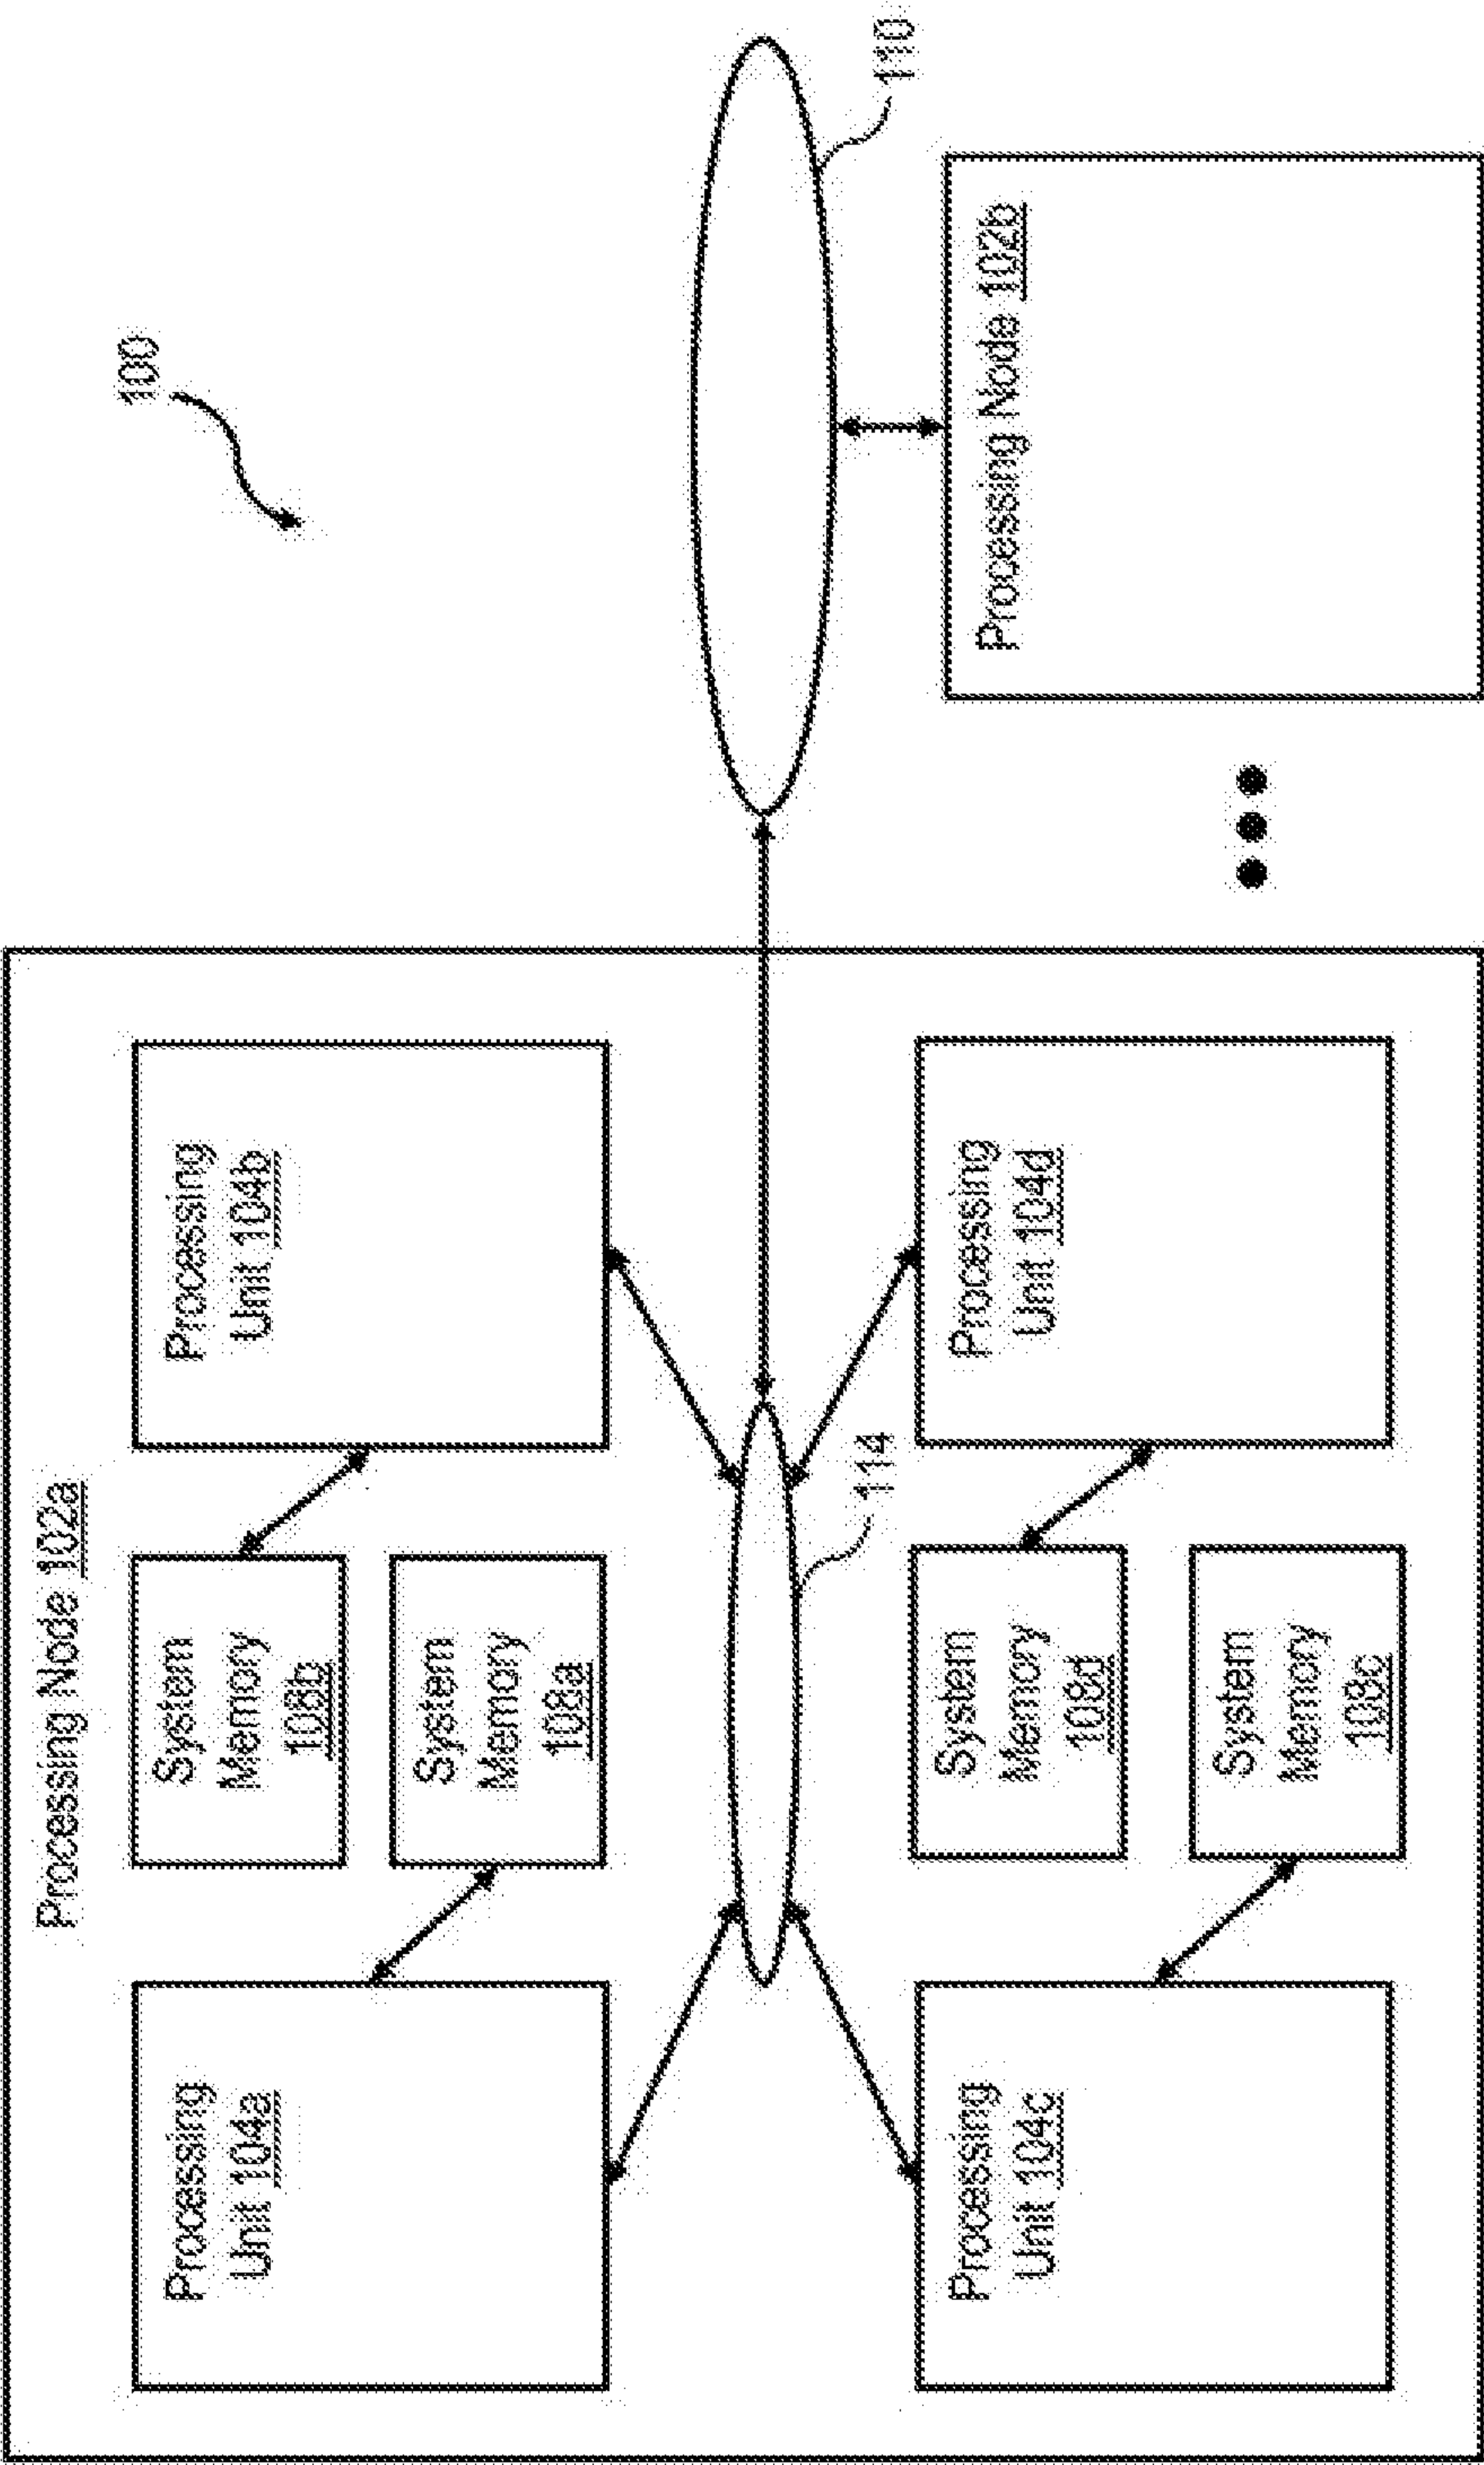 100
Processing Node 102a
Processing
Unit 104a
System
Memory
108b
System
Memory
108a
Processing
Unit 104b
114
110
Processing
Unit 104c
System
Memory
108d
System
Memory
108c
Processing
Unit 104d
Processing Node 102b